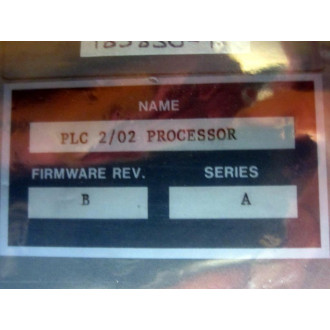 NAME
PLC 2/02 PROCESSOR
FIRMWARE REV. SERIES
B A